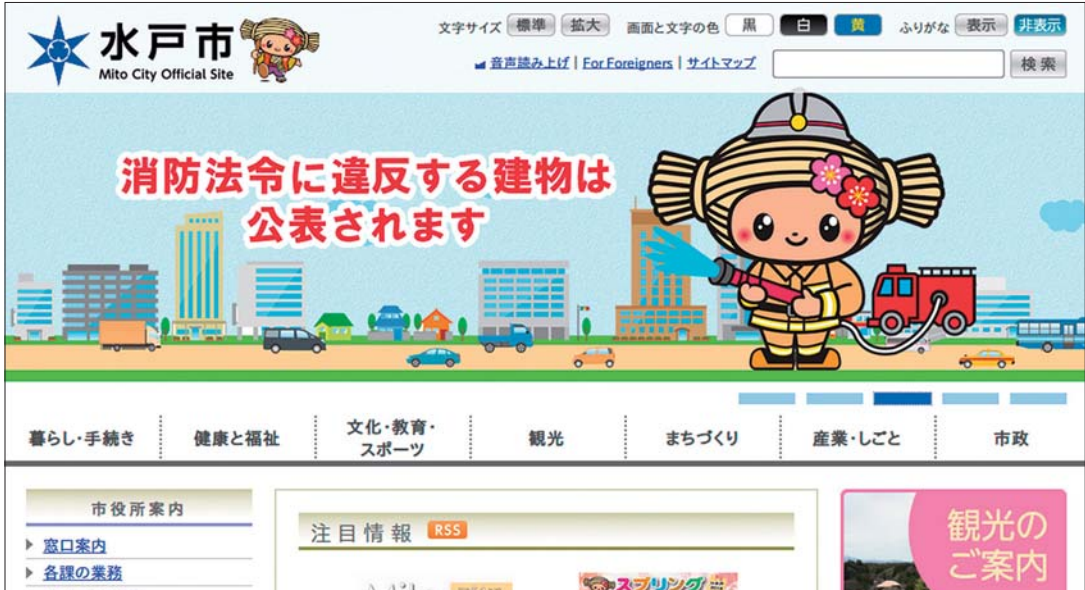 水戸市
Mito City Official Site
文字サイズ 標準 拡大 画面と文字の色 黒 白 黄 ふりがな 表示 非表示
音声読み上げ | For Foreigners | サイトマップ 検索
消防法令に違反する建物は
公表されます
暮らし・手続き
健康と福祉
文化・教育・
スポーツ
観光
まちづくり
産業・しごと
市政
市役所案内
窓口案内
各課の業務
注目情報 RSS
スプリング
観光の
ご案内